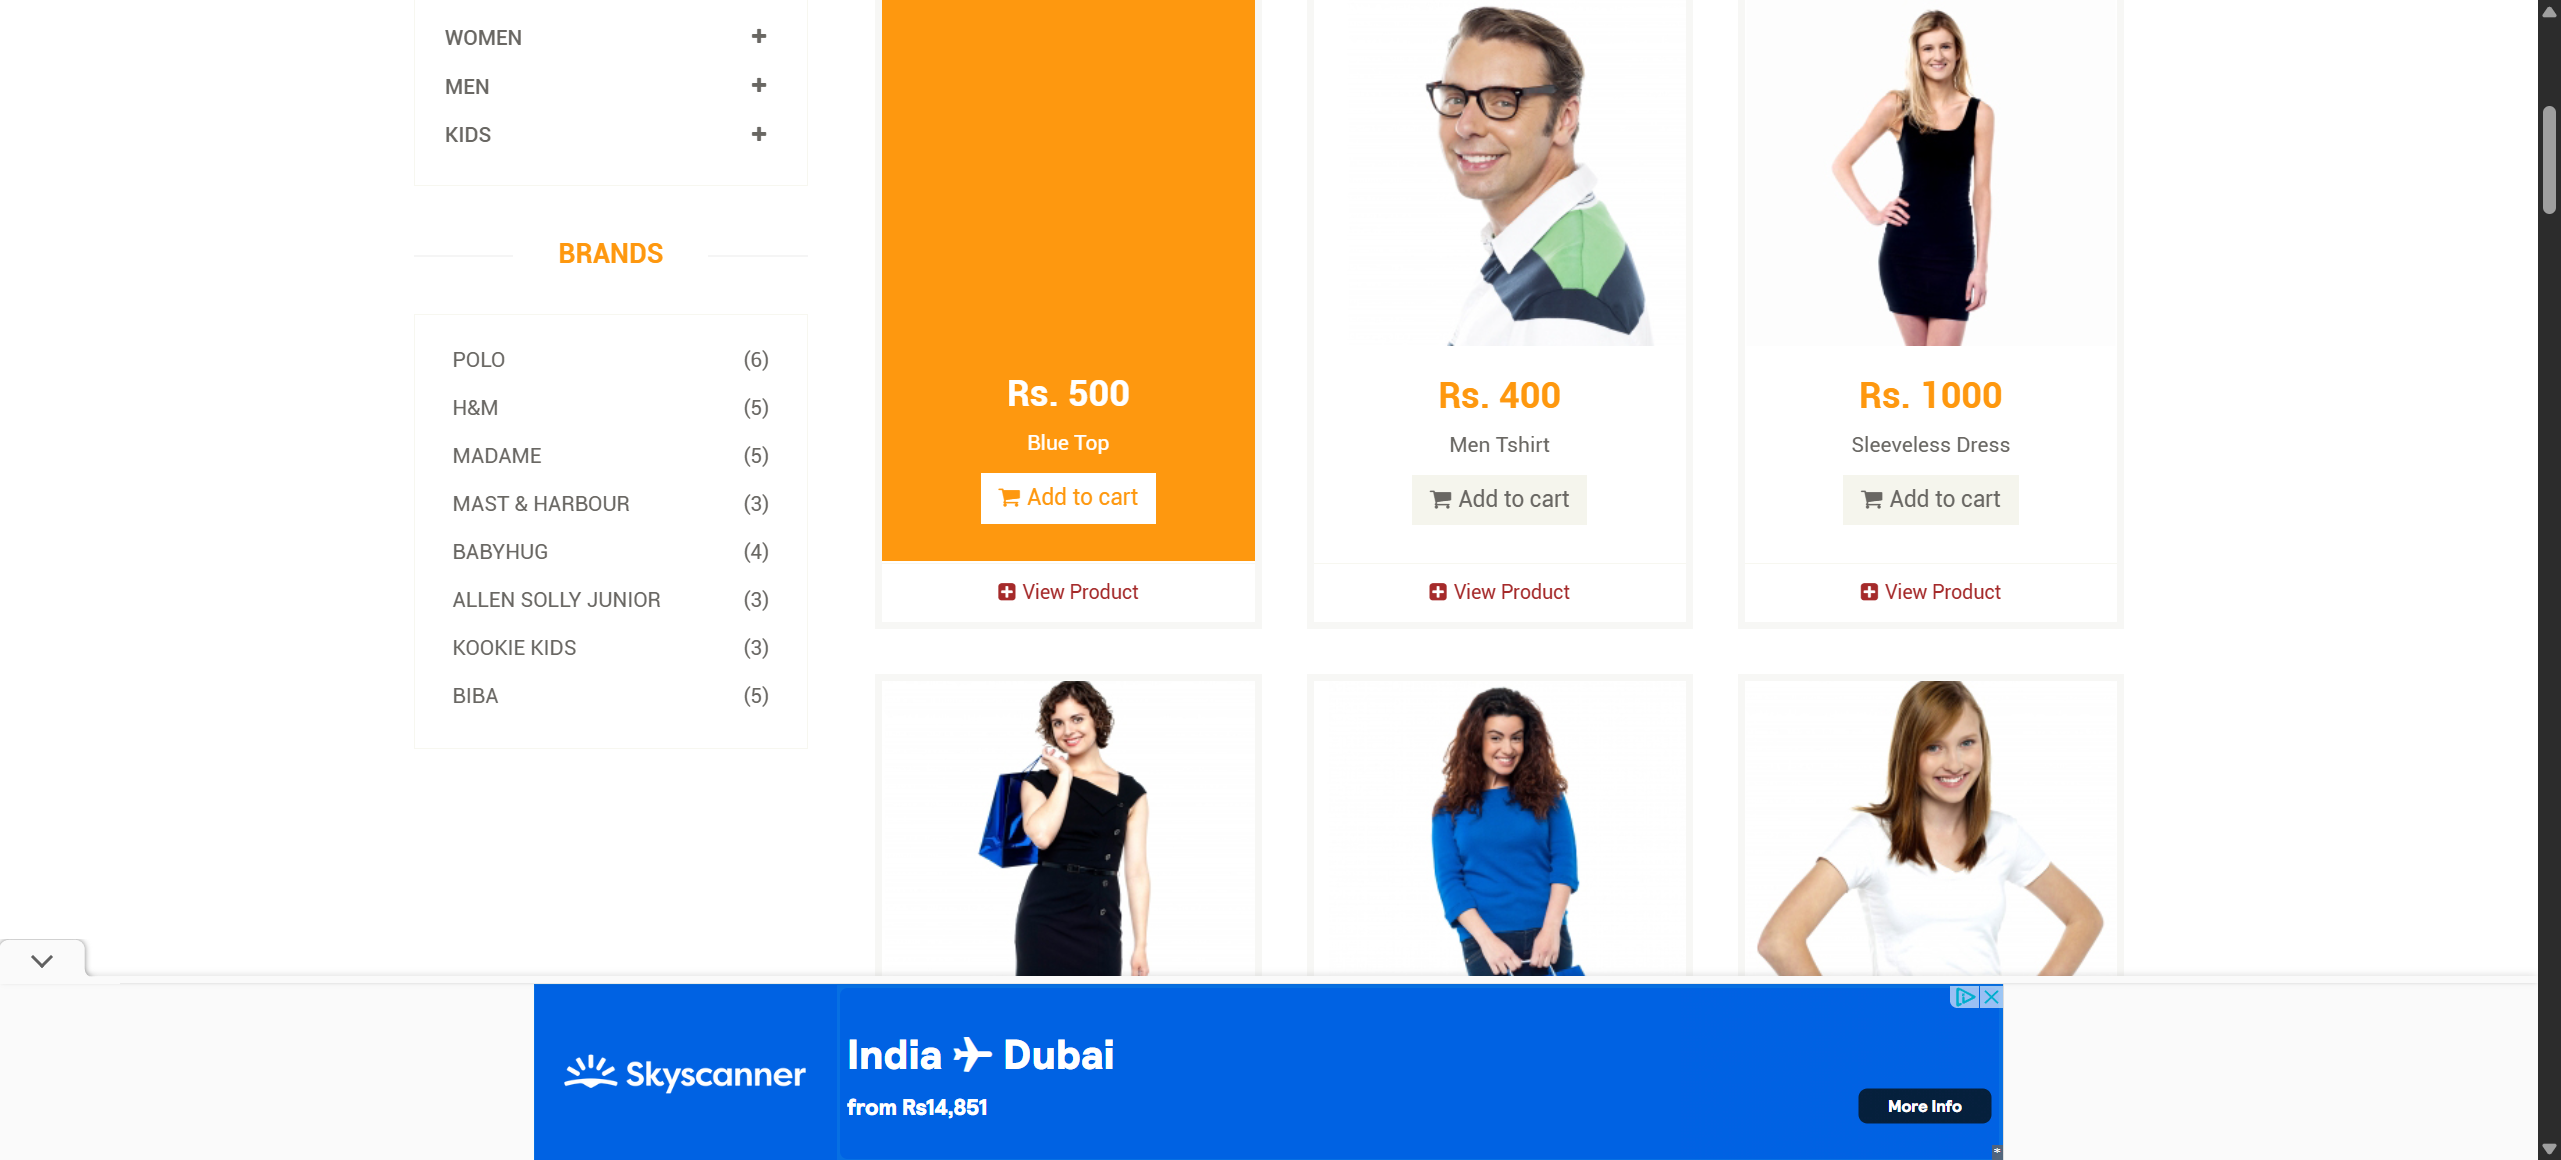 WOMEN
MEN
KIDS
BRANDS
POLO (6)
H&M (5)
MADAME (5)
MAST & HARBOUR (3)
BABYHUG (4)
ALLEN SOLLY JUNIOR (3)
KOOKIE KIDS (3)
BIBA (5)
Rs. 500
Blue Top
Add to cart
View Product
Rs. 400
Men Tshirt
Add to cart
View Product
Rs. 1000
Sleeveless Dress
Add to cart
View Product
Skyscanner
India Dubai
from Rs14,851
More Info